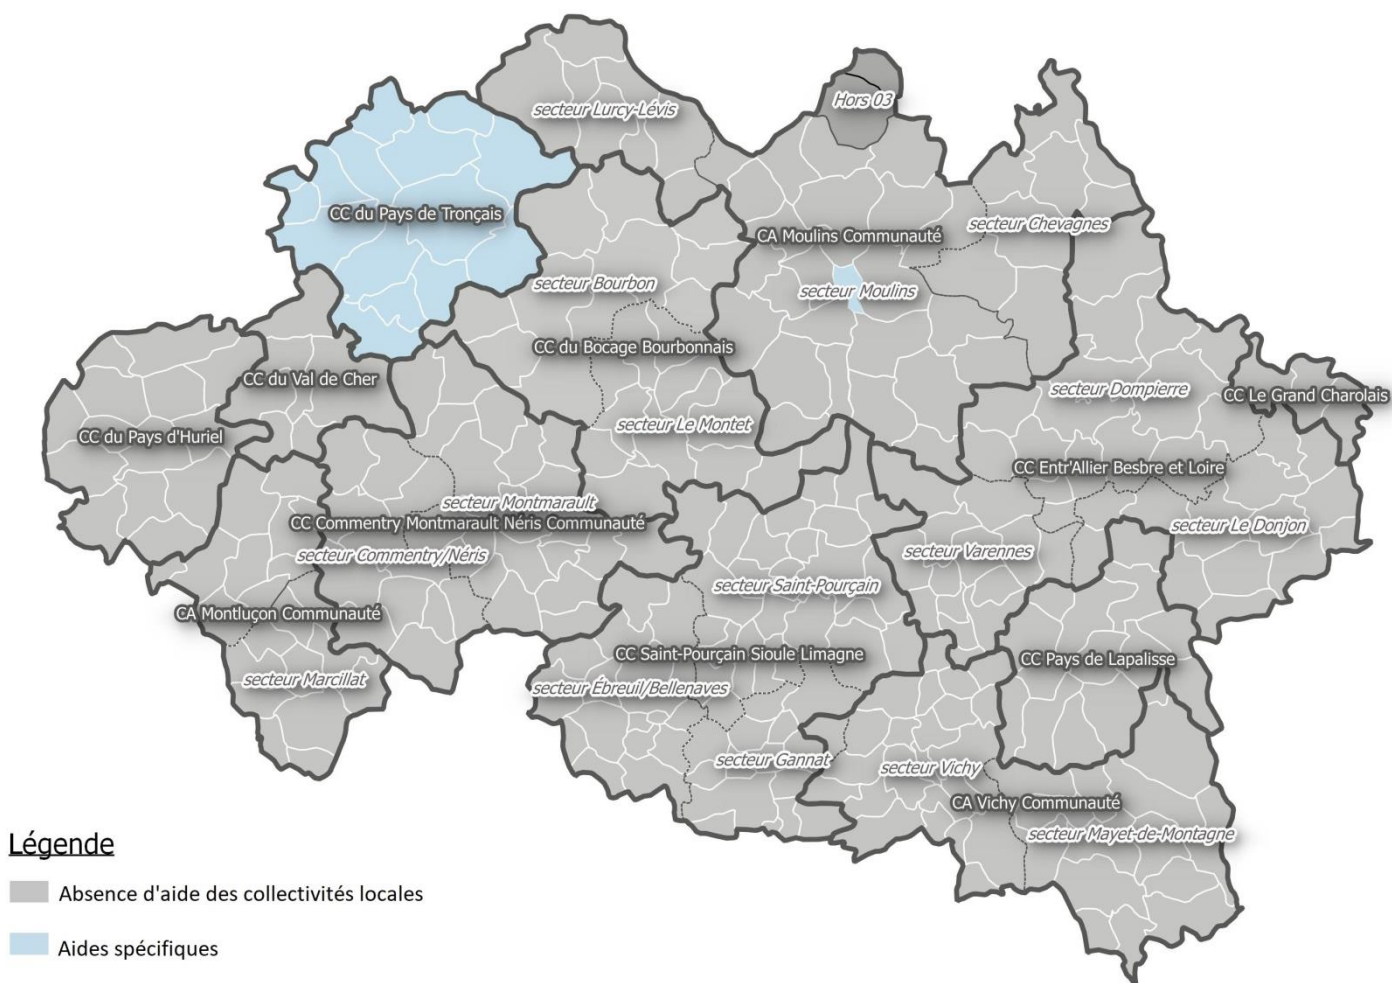 Hors 03
secteur Lurcy-Lévis
CC du Pays de Tronçais
CA Moulins Communauté
secteur Chevagnes
secteur Bourbon
secteur Moulins
CC du Bocage Bourbonnais
CC du Val de Cher
secteur Dompierre
CC Le Grand Charolais
CC du Pays d'Huriel
secteur Le Montet
CC Entr'Allier Besbre et Loire
secteur Montmarault
CC Commentry Montmarault Néris Communauté
secteur Le Donjon
secteur Commentry/Néris
secteur Varennes
secteur Saint-Pourçain
CA Montluçon Communauté
CC Saint-Pourçain Sioule Limagne
CC Pays de Lapalisse
secteur Marcillat
secteur Ébreuil/Bellenaves
secteur Gannat
secteur Vichy
CA Vichy Communauté
secteur Mayet-de-Montagne
Légende
Absence d'aide des collectivités locales
Aides spécifiques